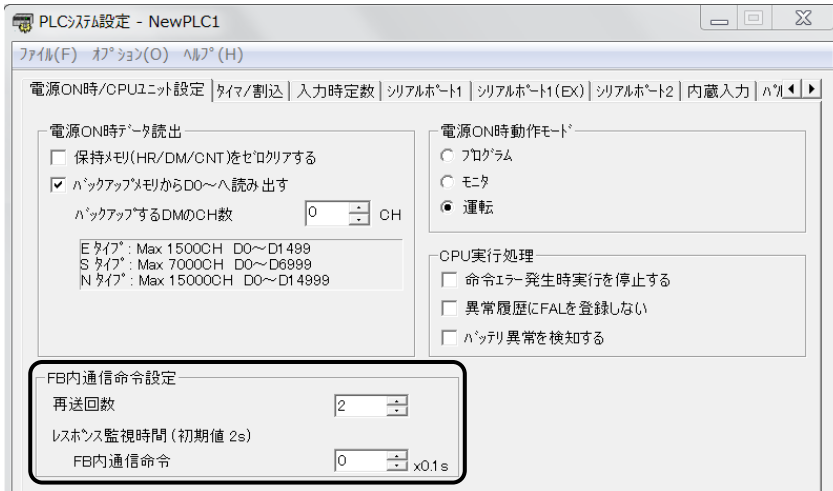 PLCシステム設定 - NewPLC1
ファイル(F) オプション(O) ヘルプ(H)
電源ON時/CPUユニット設定 タイマ/割込 入力時定数 シリアルポート1 シリアルポート1(EX) シリアルポート2 内蔵入力
電源ON時データ読出
保持メモリ(HR/DM/CNT)をゼロクリアする
バックアップメモリからD0～へ読み出す
バックアップするDMのCH数 0 CH
Eタイプ: Max 1500CH D0～D1499
Sタイプ: Max 7000CH D0～D6999
Nタイプ: Max 15000CH D0～D14999
電源ON時動作モード
プログラム
モニタ
運転
CPU実行処理
命令エラー発生時実行を停止する
異常履歴にFALを登録しない
バッテリ異常を検知する
FB内通信命令設定
再送回数 2
レスポンス監視時間(初期値 2s)
FB内通信命令 0 x0.1s